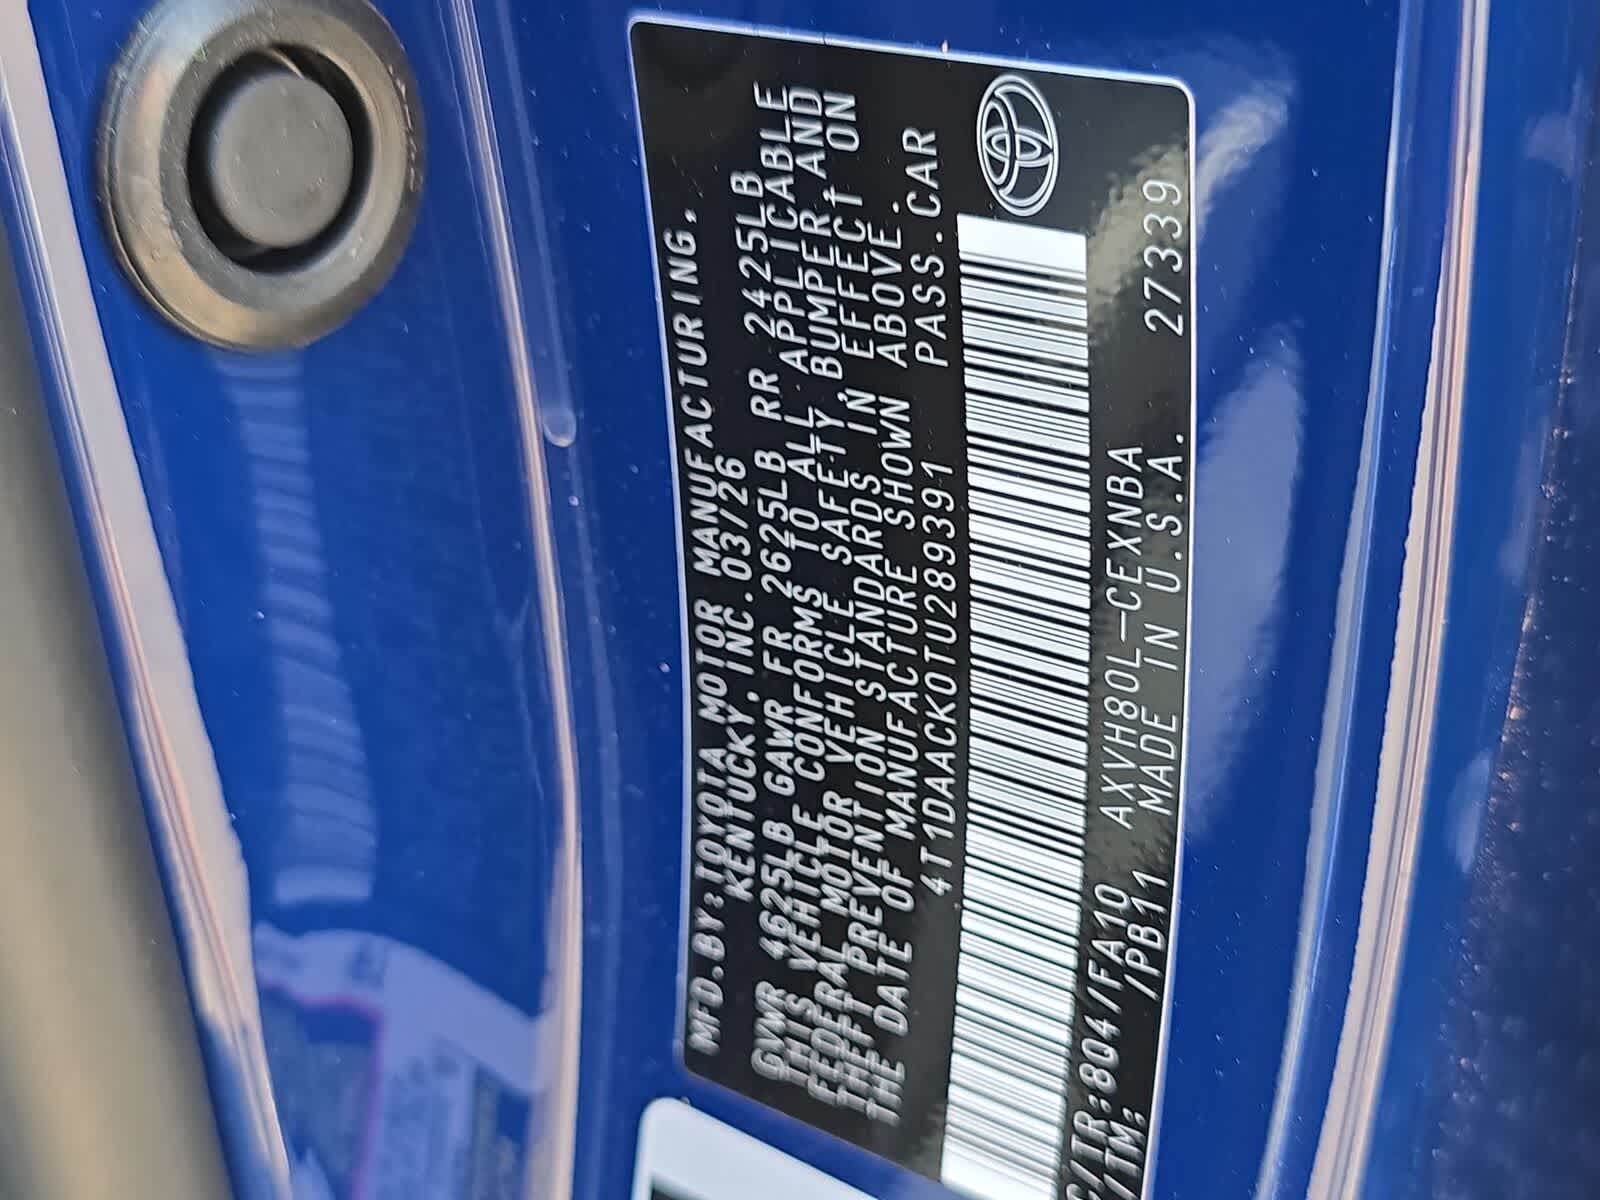 MFD.BY:TOYOTA MOTOR MANUFACTURING,
KENTUCKY,INC.03/26
GVWR 4625LB GAWR FR 2625LB RR 2425LB
THIS VEHICLE CONFORMS TO ALL APPLICABLE
FEDERAL MOTOR VEHICLE SAFETY,BUMPER,AND
THEFT PREVENTION STANDARDS IN EFFECT ON
THE DATE OF MANUFACTURE SHOWN ABOVE.
4T1DAACK0TU289391 PASS.CAR
C/TR:804/FA10 AXVH80L-CEXNBA 27339
/TM: /PB11 MADE IN U.S.A.